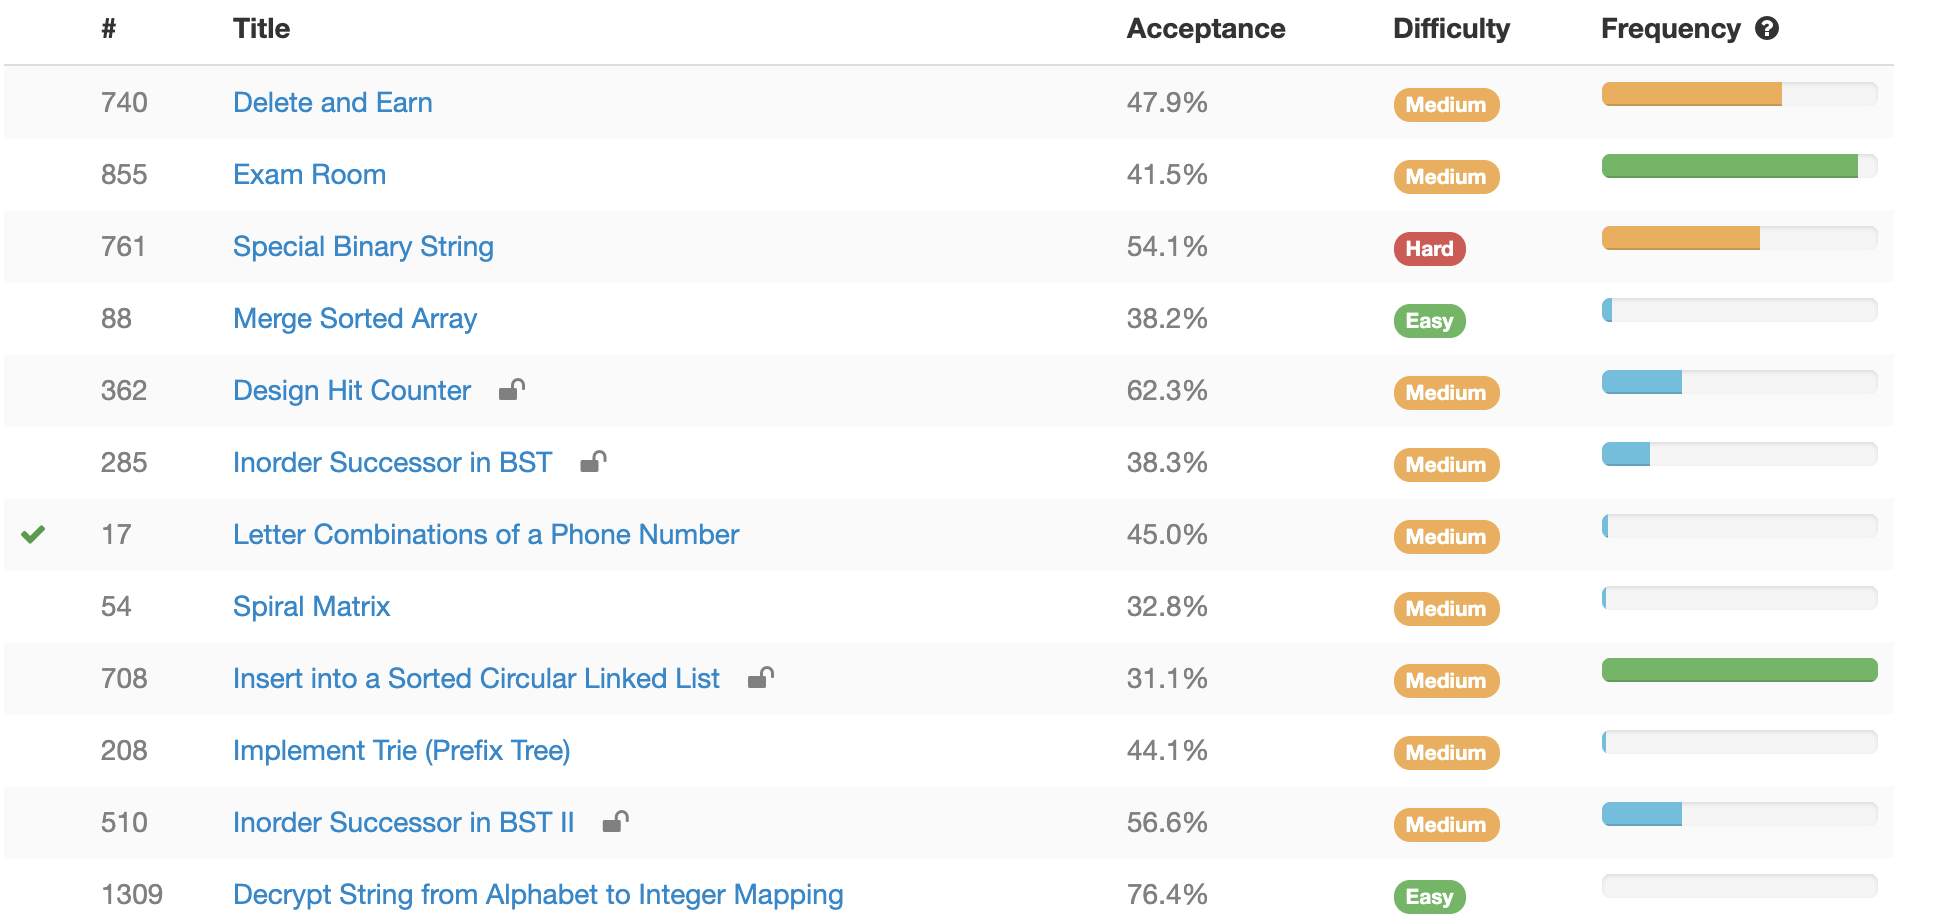 # Title Acceptance Difficulty Frequency
740 Delete and Earn 47.9% Medium
855 Exam Room 41.5% Medium
761 Special Binary String 54.1% Hard
88 Merge Sorted Array 38.2% Easy
362 Design Hit Counter 62.3% Medium
285 Inorder Successor in BST 38.3% Medium
17 Letter Combinations of a Phone Number 45.0% Medium
54 Spiral Matrix 32.8% Medium
708 Insert into a Sorted Circular Linked List 31.1% Medium
208 Implement Trie (Prefix Tree) 44.1% Medium
510 Inorder Successor in BST II 56.6% Medium
1309 Decrypt String from Alphabet to Integer Mapping 76.4% Easy